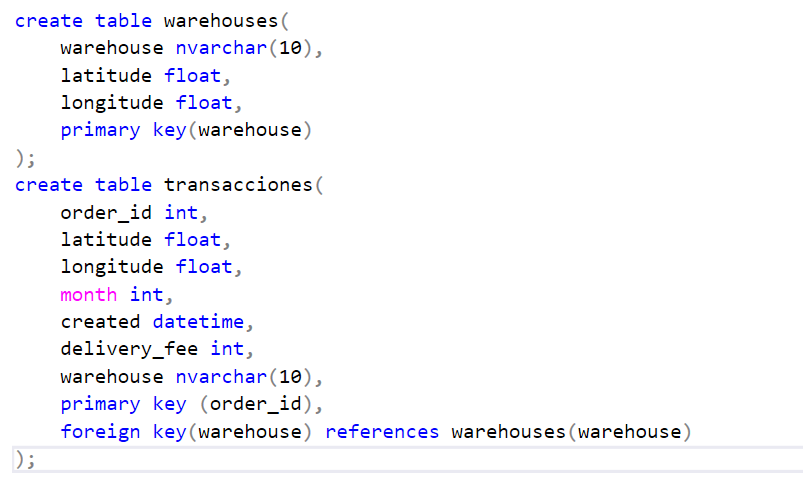 create table warehouses(
    warehouse nvarchar(10),
    latitude float,
    longitude float,
    primary key(warehouse)
);
create table transacciones(
    order_id int,
    latitude float,
    longitude float,
    month int,
    created datetime,
    delivery_fee int,
    warehouse nvarchar(10),
    primary key (order_id),
    foreign key(warehouse) references warehouses(warehouse)
);